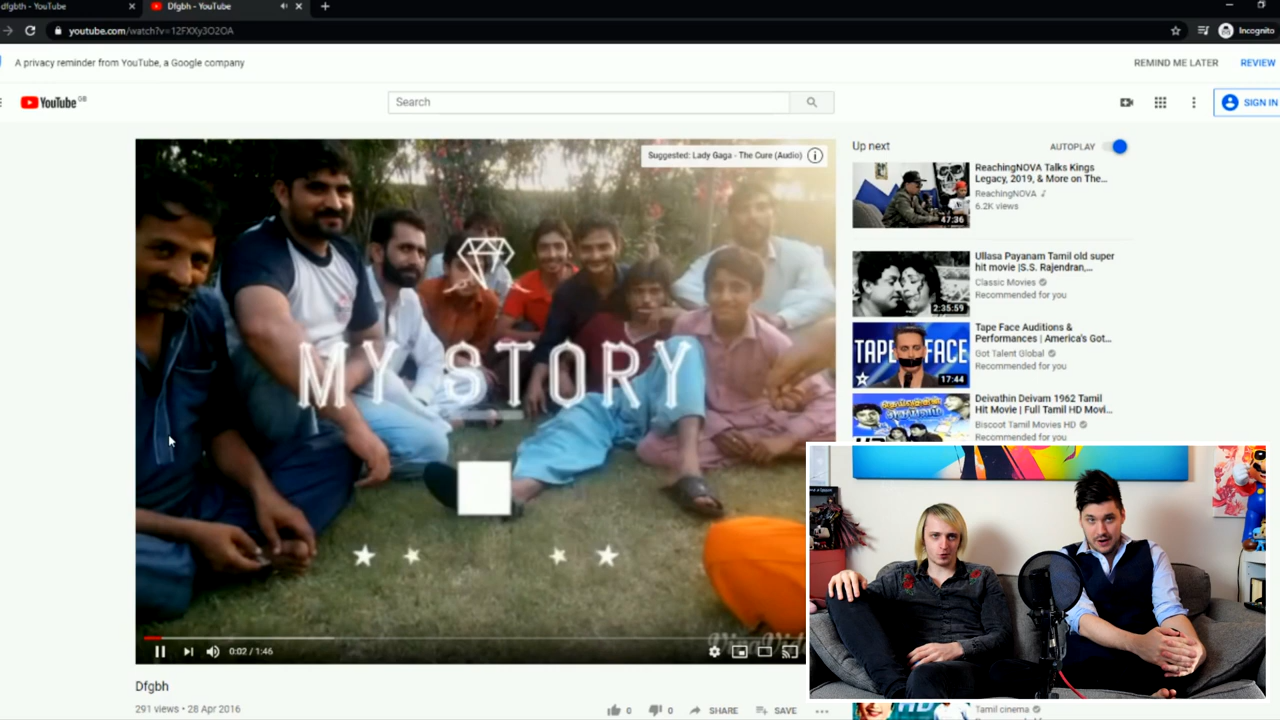 dfgbth - YouTube
Dfgbh - YouTube
youtube.com/watch?v=12FXXy3O2OA
Incognito
A privacy reminder from YouTube, a Google company
REMIND ME LATER
REVIEW
YouTube GB
Search
SIGN IN
Suggested: Lady Gaga - The Cure (Audio)
MY STORY
0:02 / 1:46
Dfgbh
291 views • 28 Apr 2016
0
0
SHARE
SAVE
Up next
AUTOPLAY
47:36
ReachingNOVA Talks Kings
Legacy, 2019, & More on The...
ReachingNOVA
6.2K views
2:35:59
Ullasa Payanam Tamil old super
hit movie |S.S. Rajendran,...
Classic Movies
Recommended for you
TAPE FACE
17:44
Tape Face Auditions &
Performances | America's Got...
Got Talent Global
Recommended for you
Deivathin Deivam 1962 Tamil
Hit Movie | Full Tamil HD Movi...
Biscoot Tamil Movies HD
Recommended for you
Tamil cinema